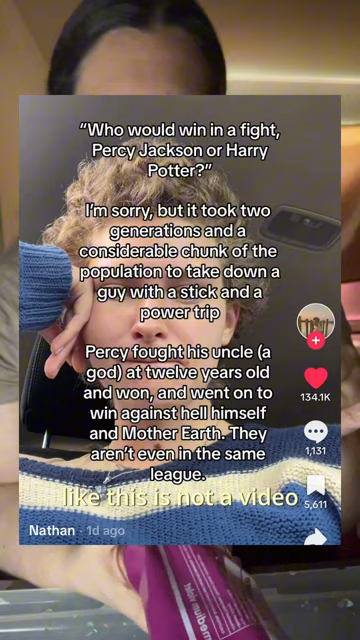 “Who would win in a fight,
Percy Jackson or Harry
Potter?”
I'm sorry, but it took two
generations and a
considerable chunk of the
population to take down a
guy with a stick and a
power trip
Percy fought his uncle (a
god) at twelve years old
and won, and went on to
win against hell himself
and Mother Earth. They
aren't even in the same
league.
134.1K
1,131
5,611
like this is not a video
Nathan · 1d ago